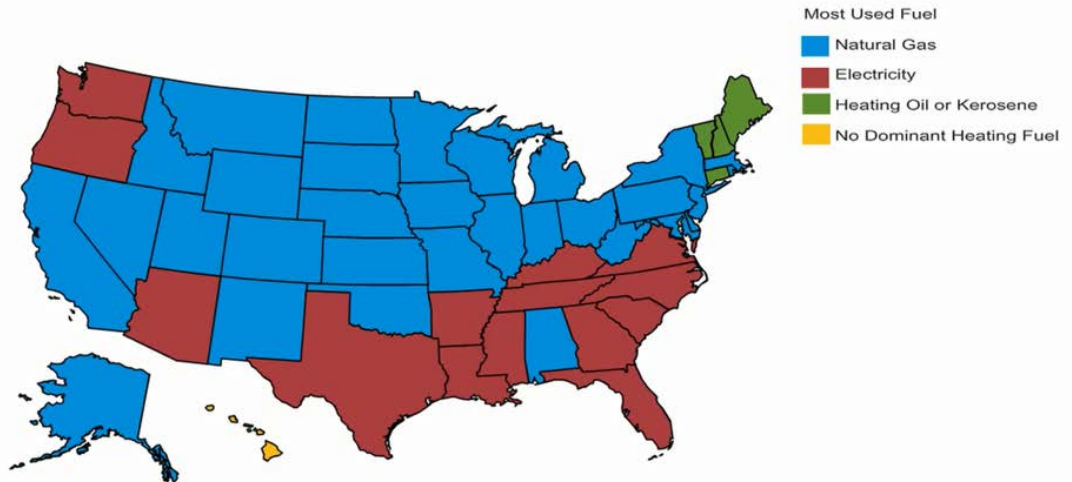 Most Used Fuel
Natural Gas
Electricity
Heating Oil or Kerosene
No Dominant Heating Fuel